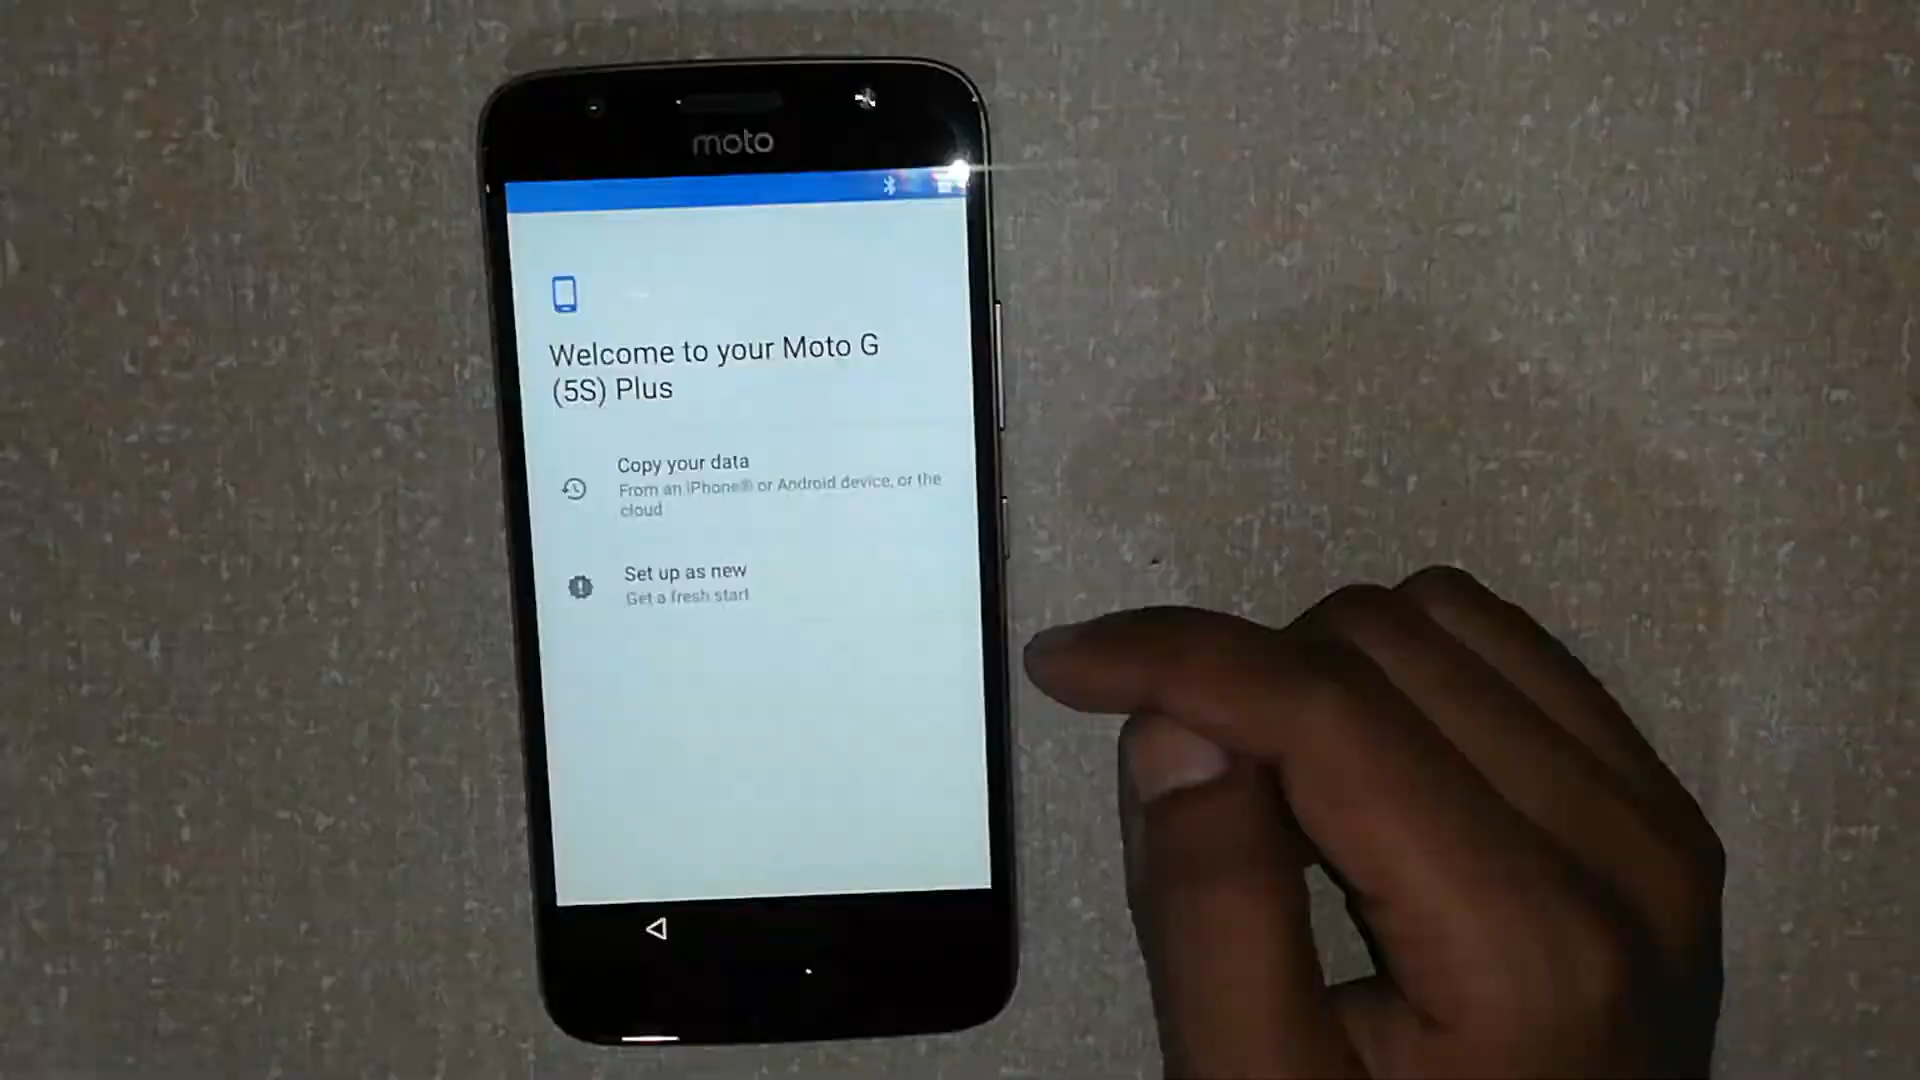 moto
Welcome to your Moto G
(5S) Plus
Copy your data
From an iPhone® or Android device, or the
cloud
Set up as new
Get a fresh start